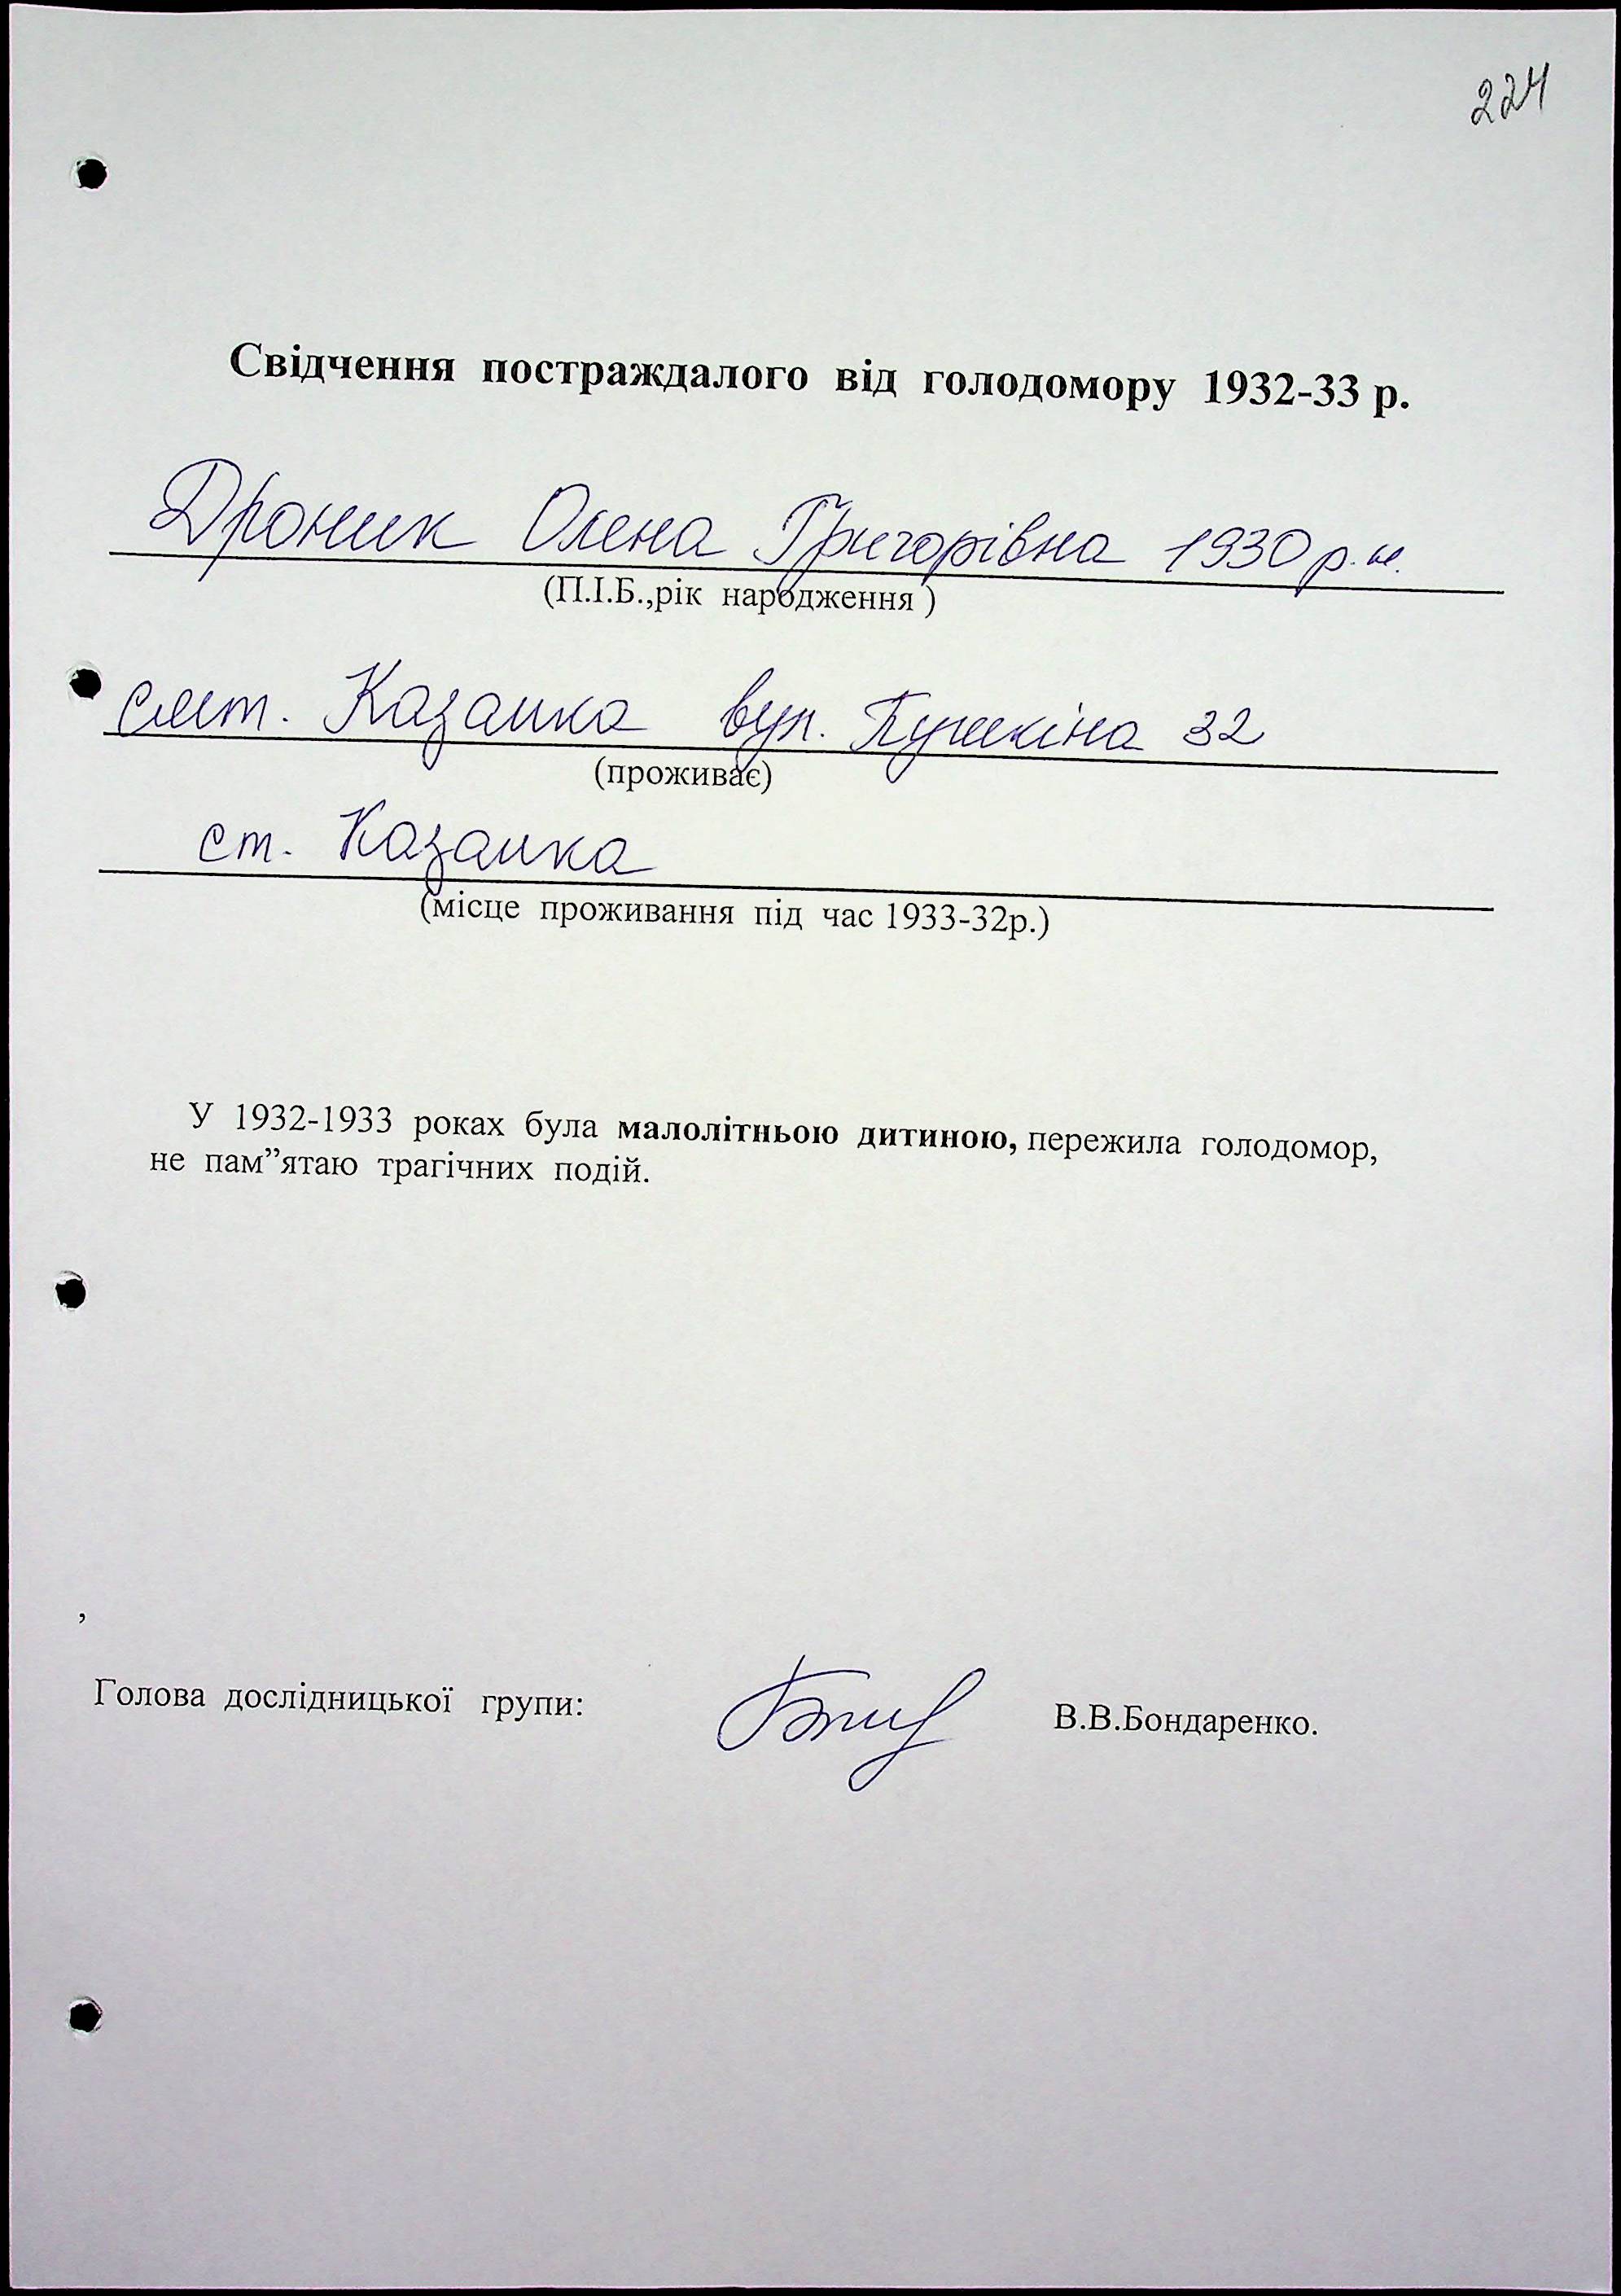 224
Свідчення постраждалого від голодомору 1932-33 р.
Дроник Олена Григорівна 1930 р.н.
(П.І.Б.,рік народження )
смт. Казанка вул. Пушкіна 32
(проживає)
ст. Казанка
(місце проживання під час 1933-32р.)
У 1932-1933 роках була малолітньою дитиною, пережила голодомор,
не пам”ятаю трагічних подій.
,
Голова дослідницької групи: В.В.Бондаренко.